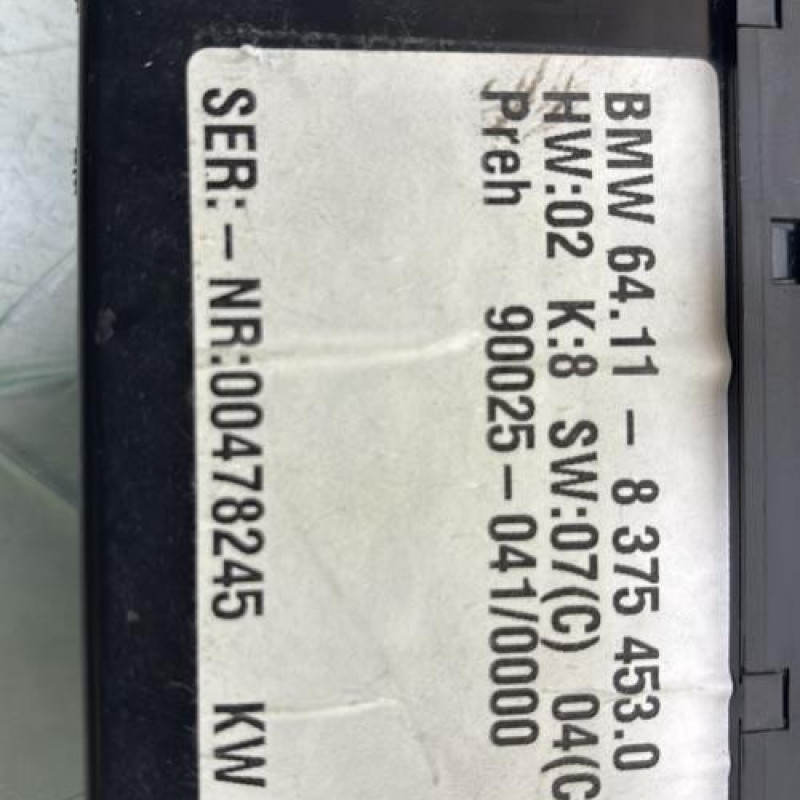 BMW 64.11 - 8 375 453.0
HW:02 K:8 SW:07(C) 04(C
Preh 90025-041/0000
SER:-NR:00478245 KW